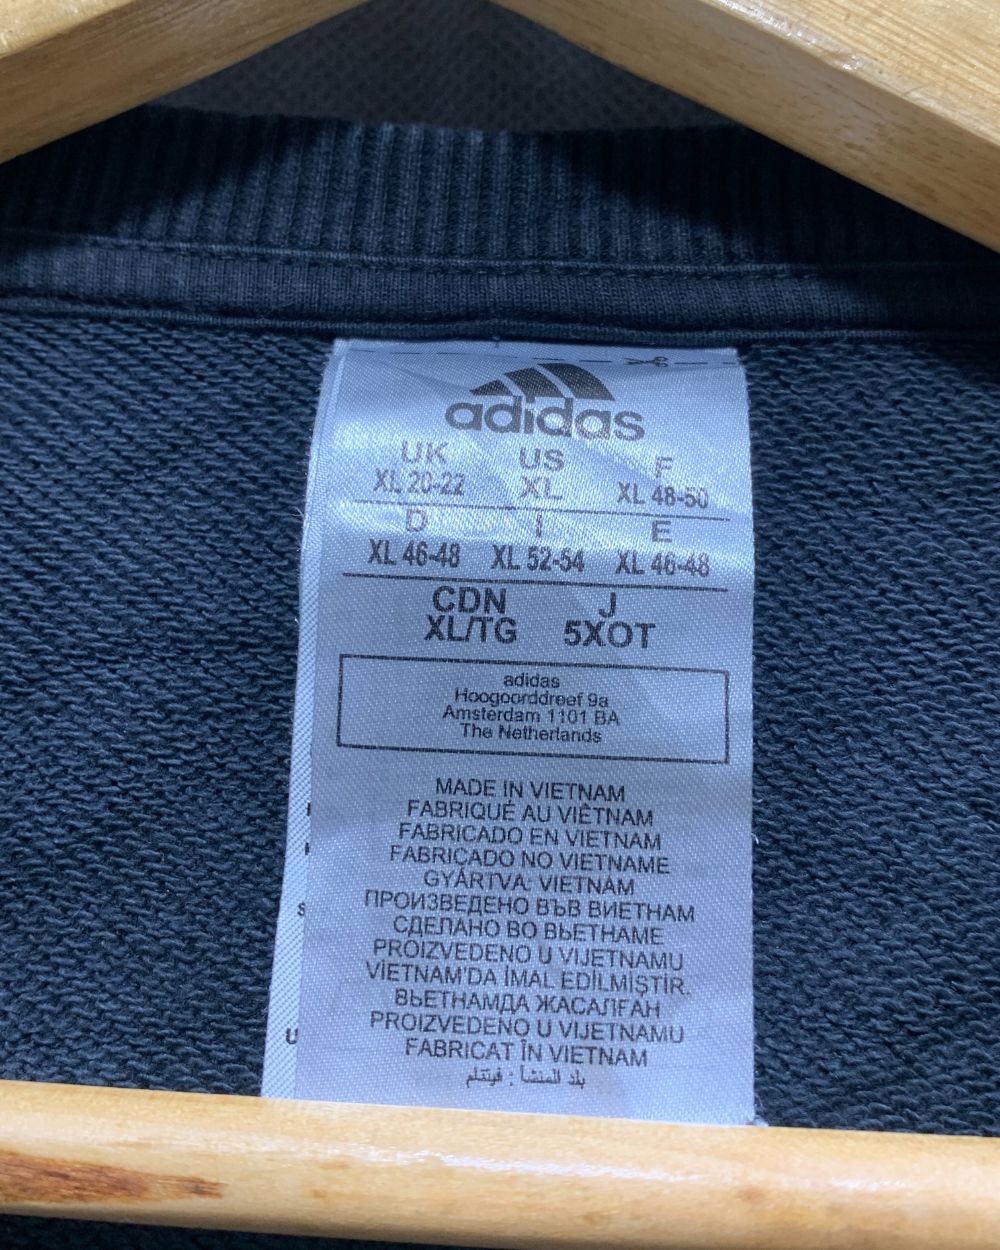 adidas
UK US F
XL 20-22 XL XL 48-50
D I E
XL 46-48 XL 52-54 XL 46-48
CDN J
XL/TG 5XOT
adidas
Hoogoorddreef 9a
Amsterdam 1101 BA
The Netherlands
MADE IN VIETNAM
FABRIQUÉ AU VIÊTNAM
FABRICADO EN VIETNAM
FABRICADO NO VIETNAME
GYÁRTVA: VIETNÁM
ПРОИЗВЕДЕНО ВЪВ ВИЕТНАМ
СДЕЛАНО ВО ВЬЕТНАМЕ
PROIZVEDENO U VIJETNAMU
VİETNAM'DA İMAL EDİLMİŞTİR.
ВЬЕТНАМДА ЖАСАЛҒАН
PROIZVEDENO U VIJETNAMU
FABRICAT ÎN VIETNAM
بلد المنشأ : فيتنام